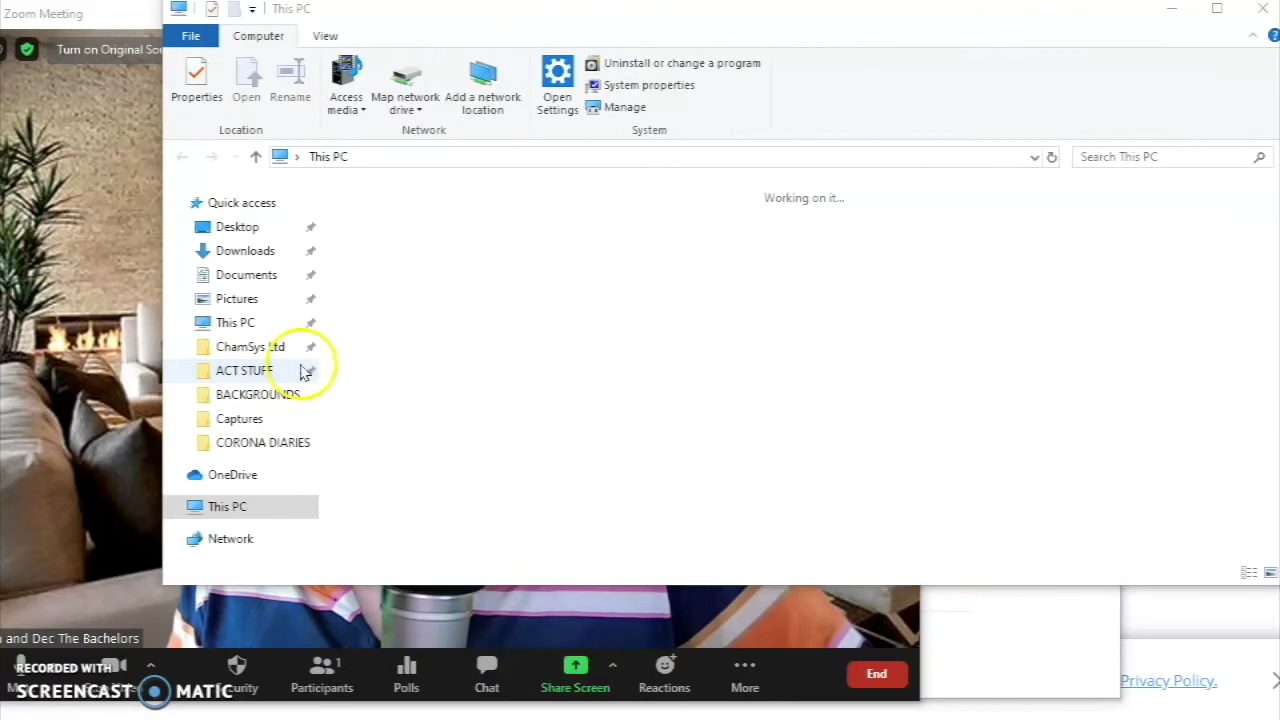 Zoom Meeting
This PC
Turn on Original Sou
File
Computer
View
Properties
Open
Rename
Access media
Map network drive
Add a network location
Open Settings
Uninstall or change a program
System properties
Manage
Location
Network
System
This PC
Search This PC
Working on it...
Quick access
Desktop
Downloads
Documents
Pictures
This PC
ChamSys Ltd
ACT STUFF
BACKGROUNDS
Captures
CORONA DIARIES
OneDrive
This PC
Network
and Dec The Bachelors
RECORDED WITH
SCREENCAST MATIC
Participants
1
Polls
Chat
Share Screen
Reactions
More
End
Privacy Policy.